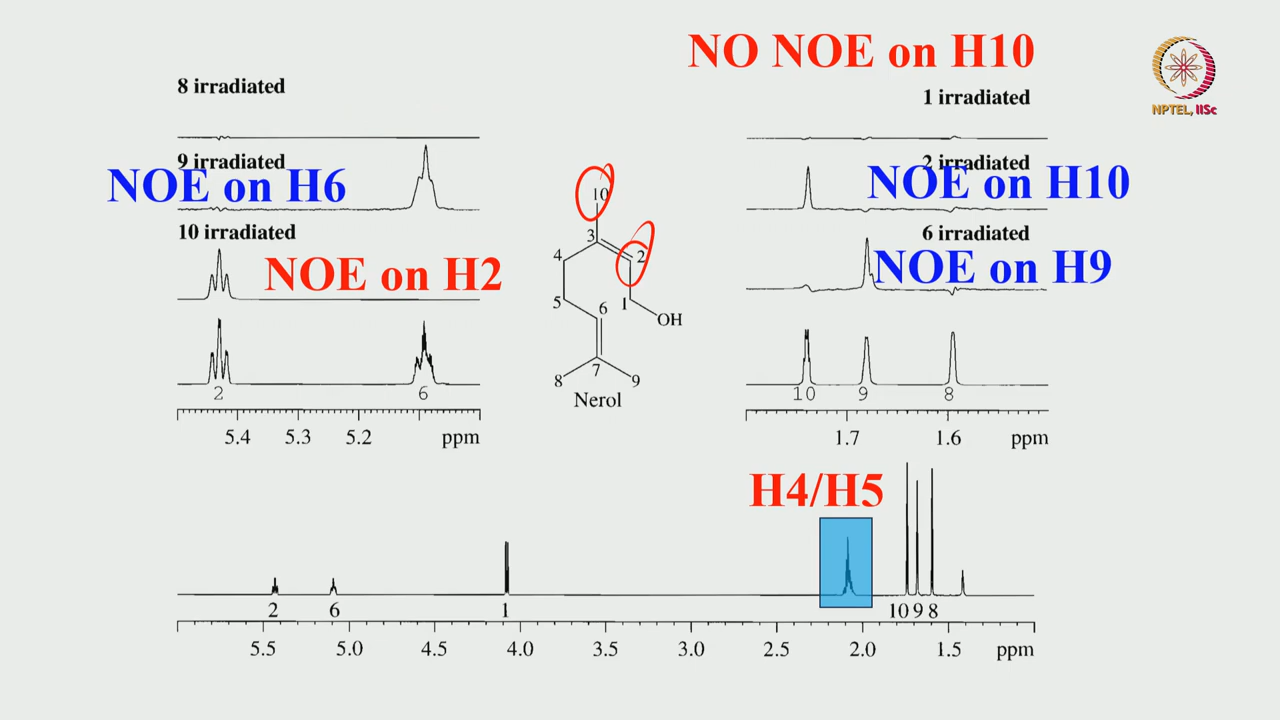 NO NOE on H10
NPTEL, IISc
8 irradiated
1 irradiated
9 irradiated
NOE on H6
2 irradiated
NOE on H10
10 irradiated
NOE on H2
6 irradiated
NOE on H9
10
3
4
2
5
6
1
OH
7
8
9
Nerol
2
6
10
9
8
5.4
5.3
5.2
ppm
1.7
1.6
ppm
H4/H5
2
6
1
10
9
8
5.5
5.0
4.5
4.0
3.5
3.0
2.5
2.0
1.5
ppm